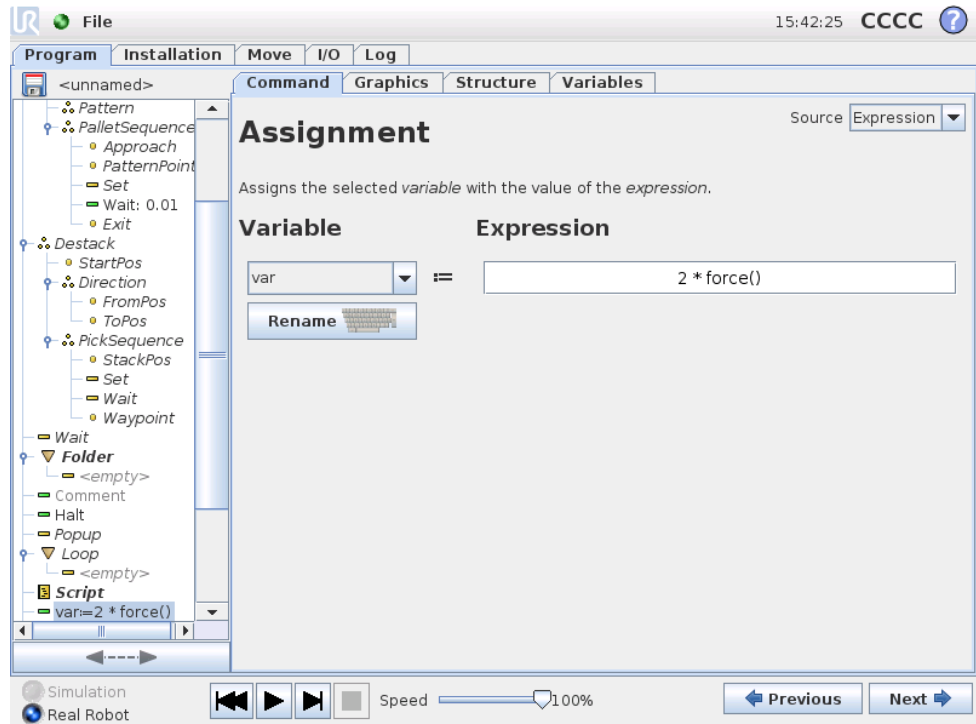 UR File 15:42:25 CCCC ?
Program Installation Move I/O Log
<unnamed>
Command Graphics Structure Variables
Pattern
PalletSequence
Approach
PatternPoint
Set
Wait: 0.01
Exit
Destack
StartPos
Direction
FromPos
ToPos
PickSequence
StackPos
Set
Wait
Waypoint
Wait
Folder
<empty>
Comment
Halt
Popup
Loop
<empty>
Script
var:=2 * force()
Assignment
Source Expression
Assigns the selected variable with the value of the expression.
Variable Expression
var := 2 * force()
Rename
Simulation
Real Robot
Speed 100%
Previous Next